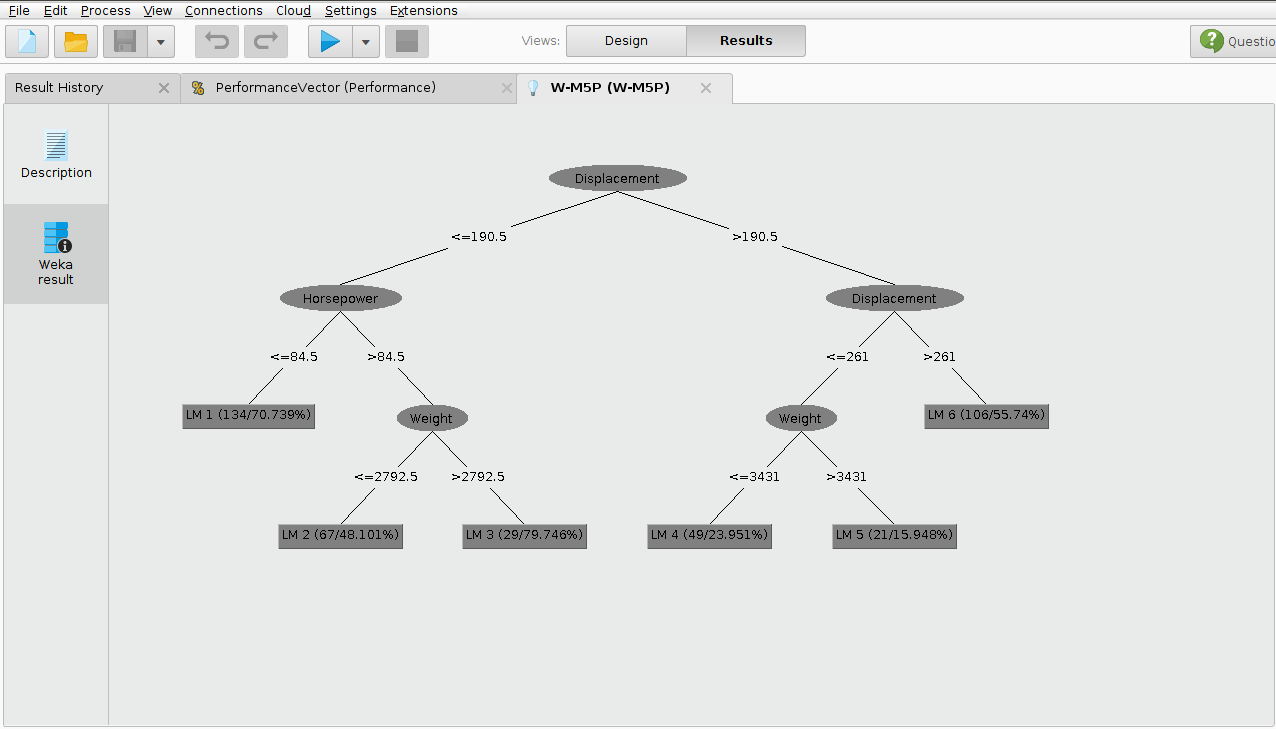 File Edit Process View Connections Cloud Settings Extensions
Views: Design Results Questio
Result History PerformanceVector (Performance) W-M5P (W-M5P)
Description
Weka
result
Displacement
<=190.5 >190.5
Horsepower Displacement
<=84.5 >84.5 <=261 >261
LM 1 (134/70.739%) Weight Weight LM 6 (106/55.74%)
<=2792.5 >2792.5 <=3431 >3431
LM 2 (67/48.101%) LM 3 (29/79.746%) LM 4 (49/23.951%) LM 5 (21/15.948%)